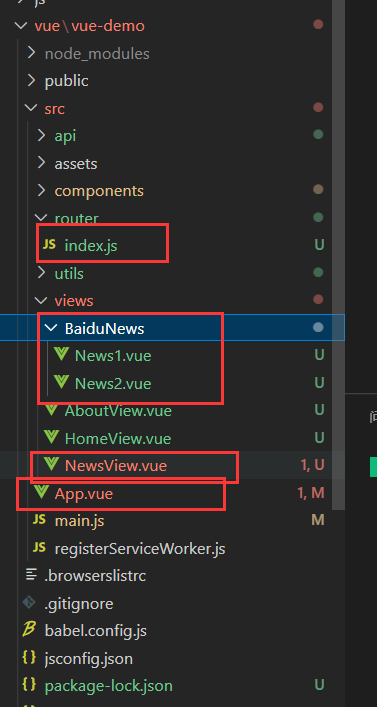 js
vue\vue-demo
node_modules
public
src
api
assets
components
router
JS index.js U
utils
views
BaiduNews
News1.vue U
News2.vue U
AboutView.vue U
HomeView.vue U
NewsView.vue 1, U
App.vue 1, M
JS main.js M
JS registerServiceWorker.js
.browserslistrc
.gitignore
babel.config.js
{} jsconfig.json
{} package-lock.json U